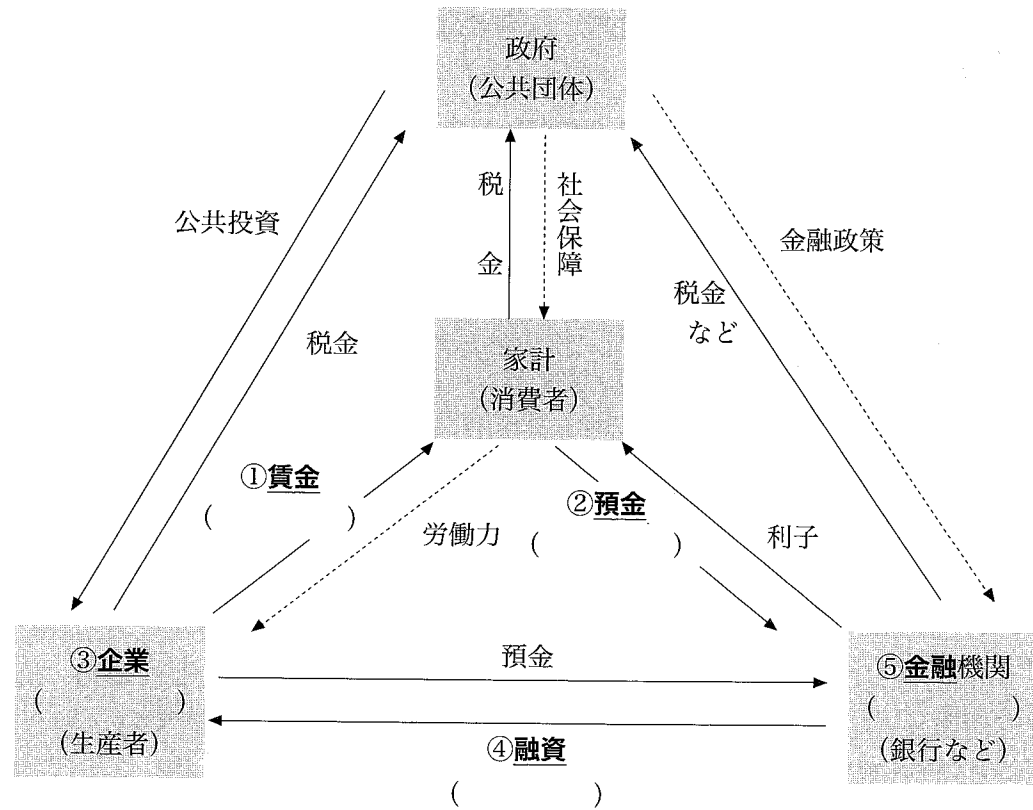 政府
(公共団体)
公共投資
税金
社会保障
金融政策
税金
など
税金
家計
(消費者)
①賃金
(　　　)
労働力
②預金
(　　　)
利子
③企業
(　　　)
(生産者)
預金
⑤金融機関
(　　　)
(銀行など)
④融資
(　　　)